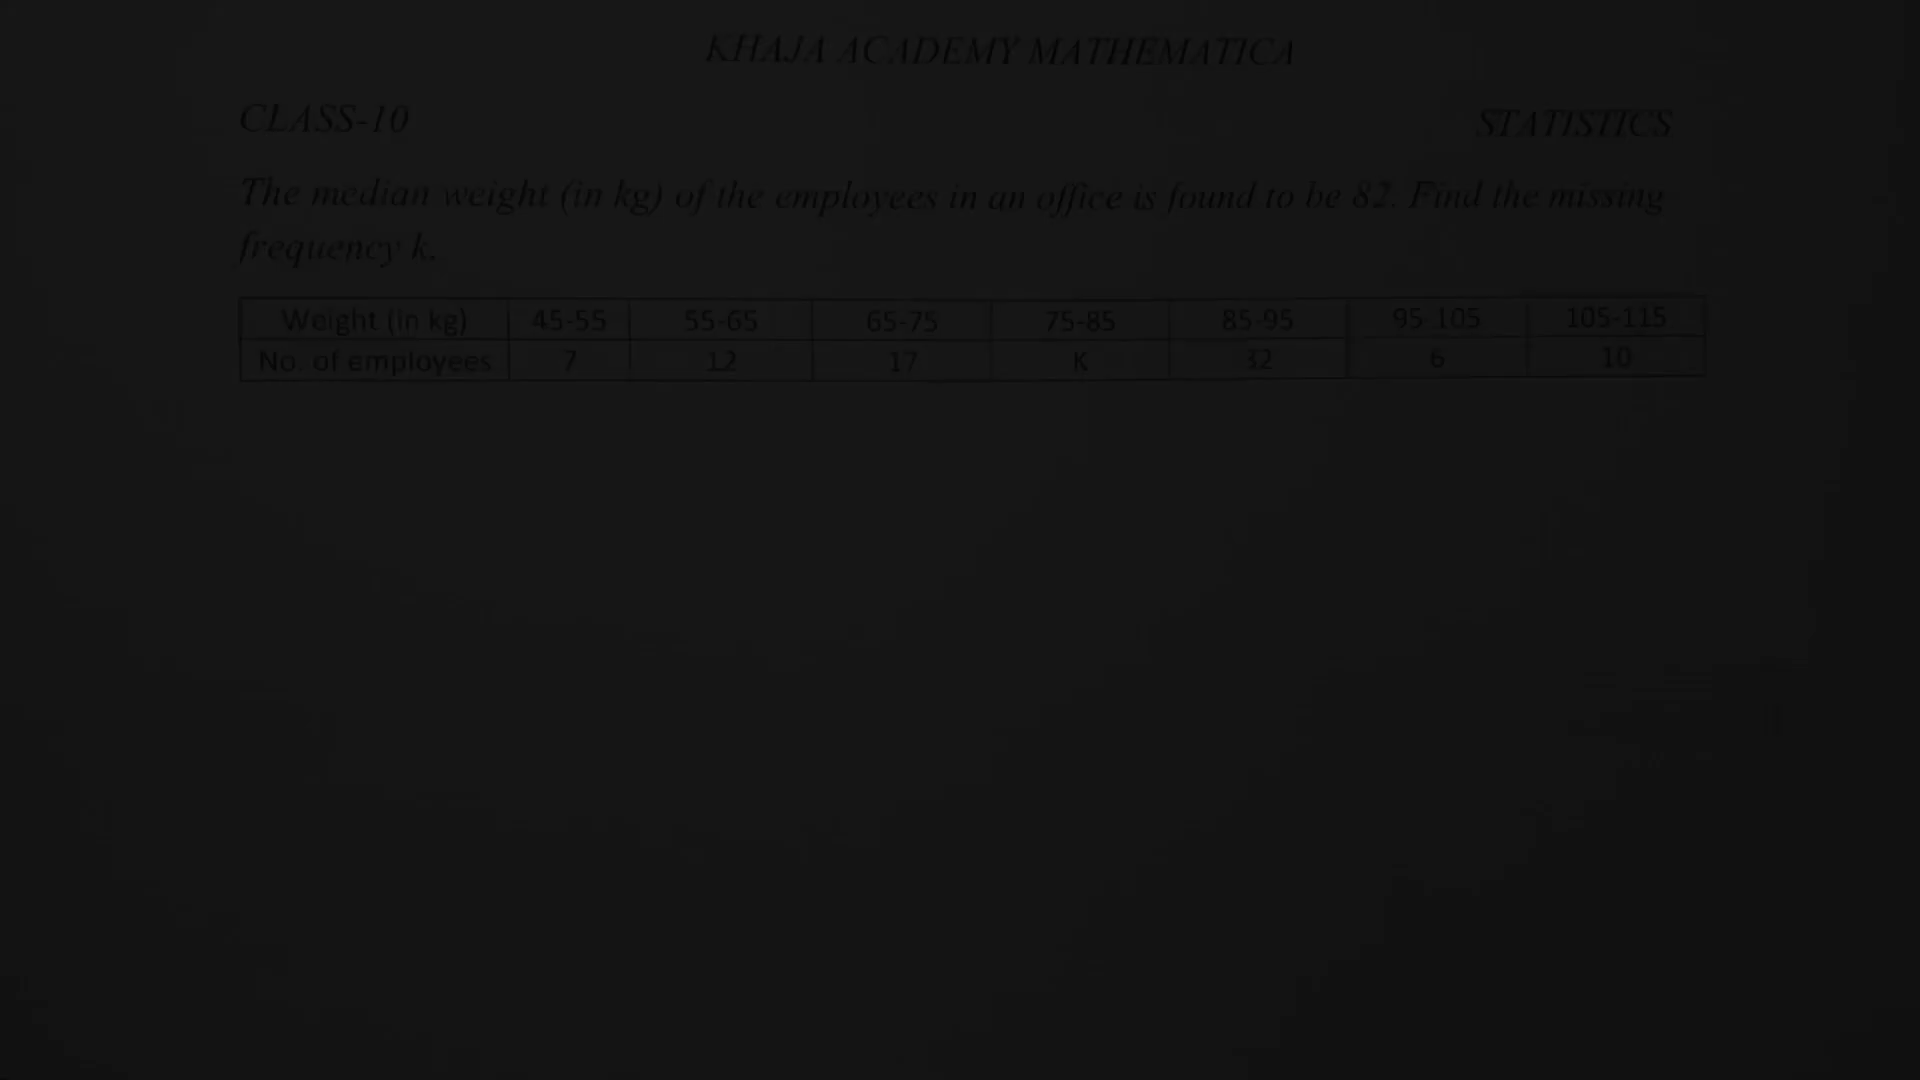 KHAJA ACADEMY MATHEMATICA
CLASS-10 STATISTICS
The median weight (in kg) of the employees in an office is found to be 82. Find the missing
frequency k.
Weight (in kg) 45-55 55-65 65-75 75-85 85-95 95-105 105-115
No. of employees 7 12 17 K 32 6 10